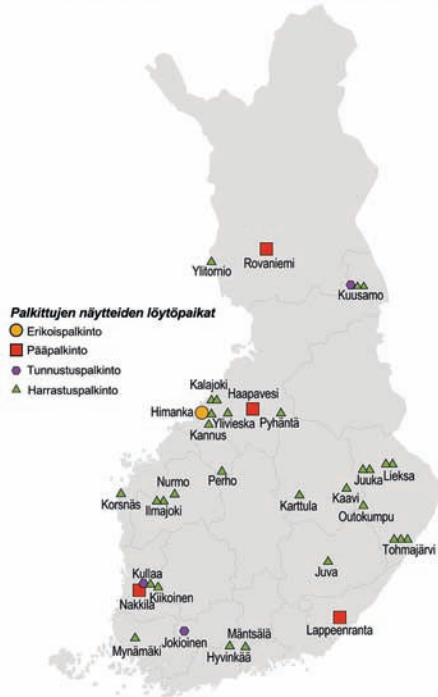 Rovaniemi
Ylitornio
Kuusamo
Palkittujen näytteiden löytöpaikat
Erikoispalkinto
Pääpalkinto
Tunnustuspalkinto
Harrastuspalkinto
Kalajoki
Haapavesi
Himanka
Ylivieska
Pyhäntä
Kannus
Perho
Nurmo
Korsnäs
Ilmajoki
Karttula
Lieksa
Juuka
Kaavi
Outokumpu
Tohmajärvi
Juva
Kullaa
Kiikoinen
Nakkila
Lappeenranta
Mynämäki
Jokioinen
Mäntsälä
Hyvinkää